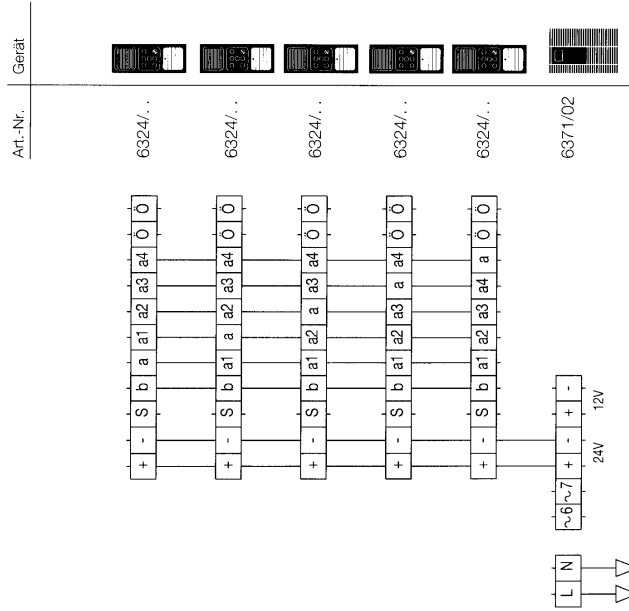 Gerät
Art.-Nr. 6324/. . 6324/. . 6324/. . 6324/. . 6324/. . 6371/02
Ö Ö Ö Ö Ö
Ö Ö Ö Ö Ö
a4 a4 a4 a4 a
a3 a3 a3 a a4
a2 a2 a a3 a3
a1 a a2 a2 a2
a a1 a1 a1 a1
b b b b b -
S S S S S + 12V
- - - - - -
+ + + + + + 24V
~7
~6
N
L